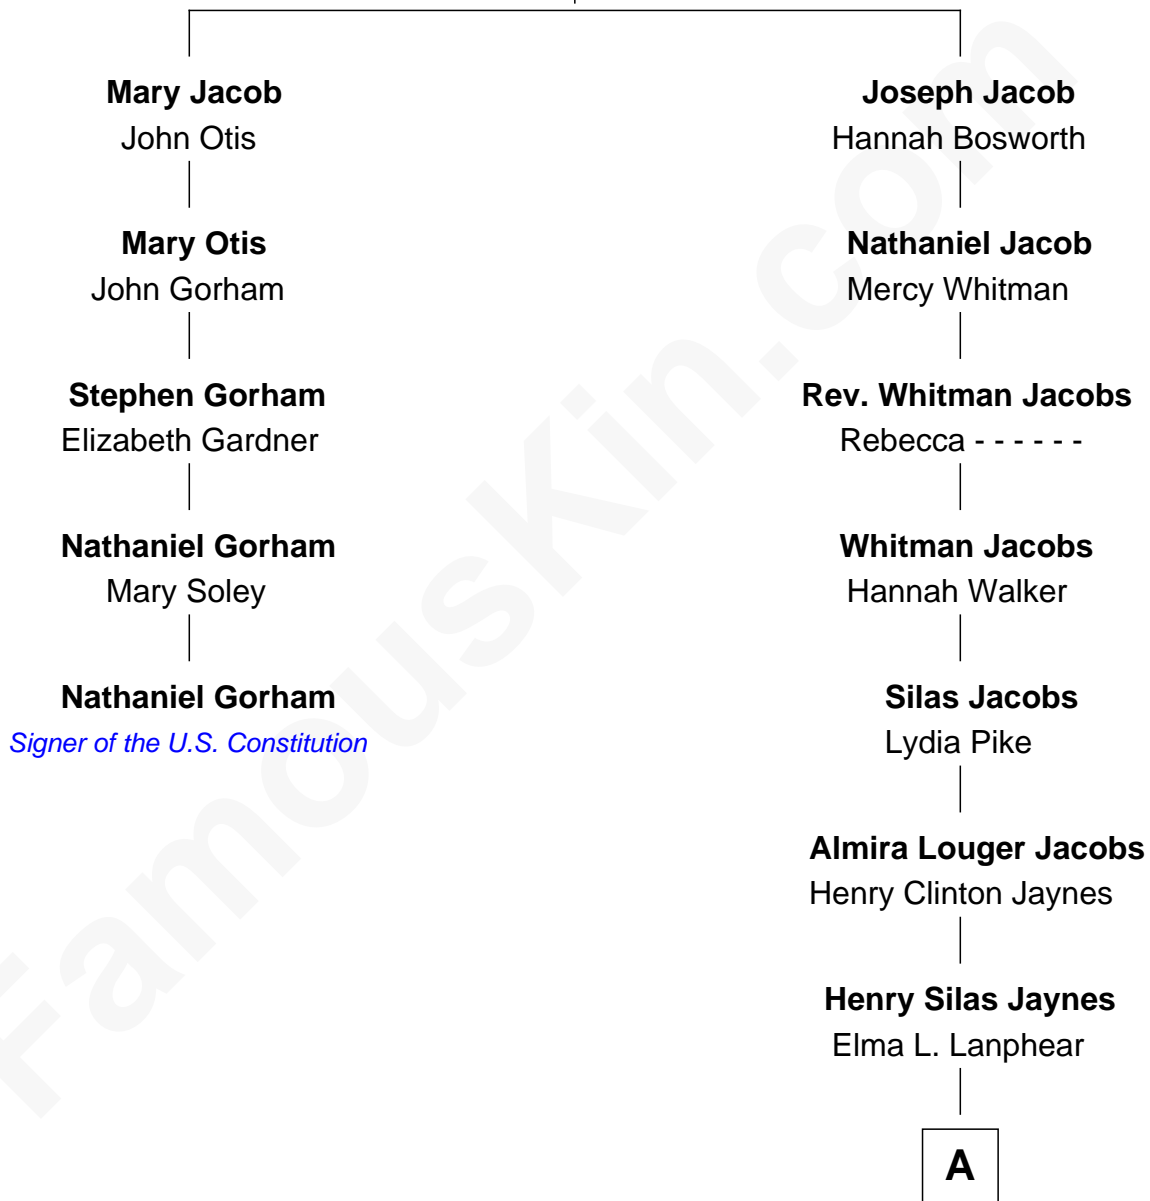 Mary Jacob
John Otis
Joseph Jacob
Hannah Bosworth
Mary Otis
John Gorham
Nathaniel Jacob
Mercy Whitman
Stephen Gorham
Elizabeth Gardner
Rev. Whitman Jacobs
Rebecca - - - - - -
Nathaniel Gorham
Mary Soley
Whitman Jacobs
Hannah Walker
Nathaniel Gorham
Signer of the U.S. Constitution
Silas Jacobs
Lydia Pike
Almira Louger Jacobs
Henry Clinton Jaynes
Henry Silas Jaynes
Elma L. Lanphear
A
FamousKin.com